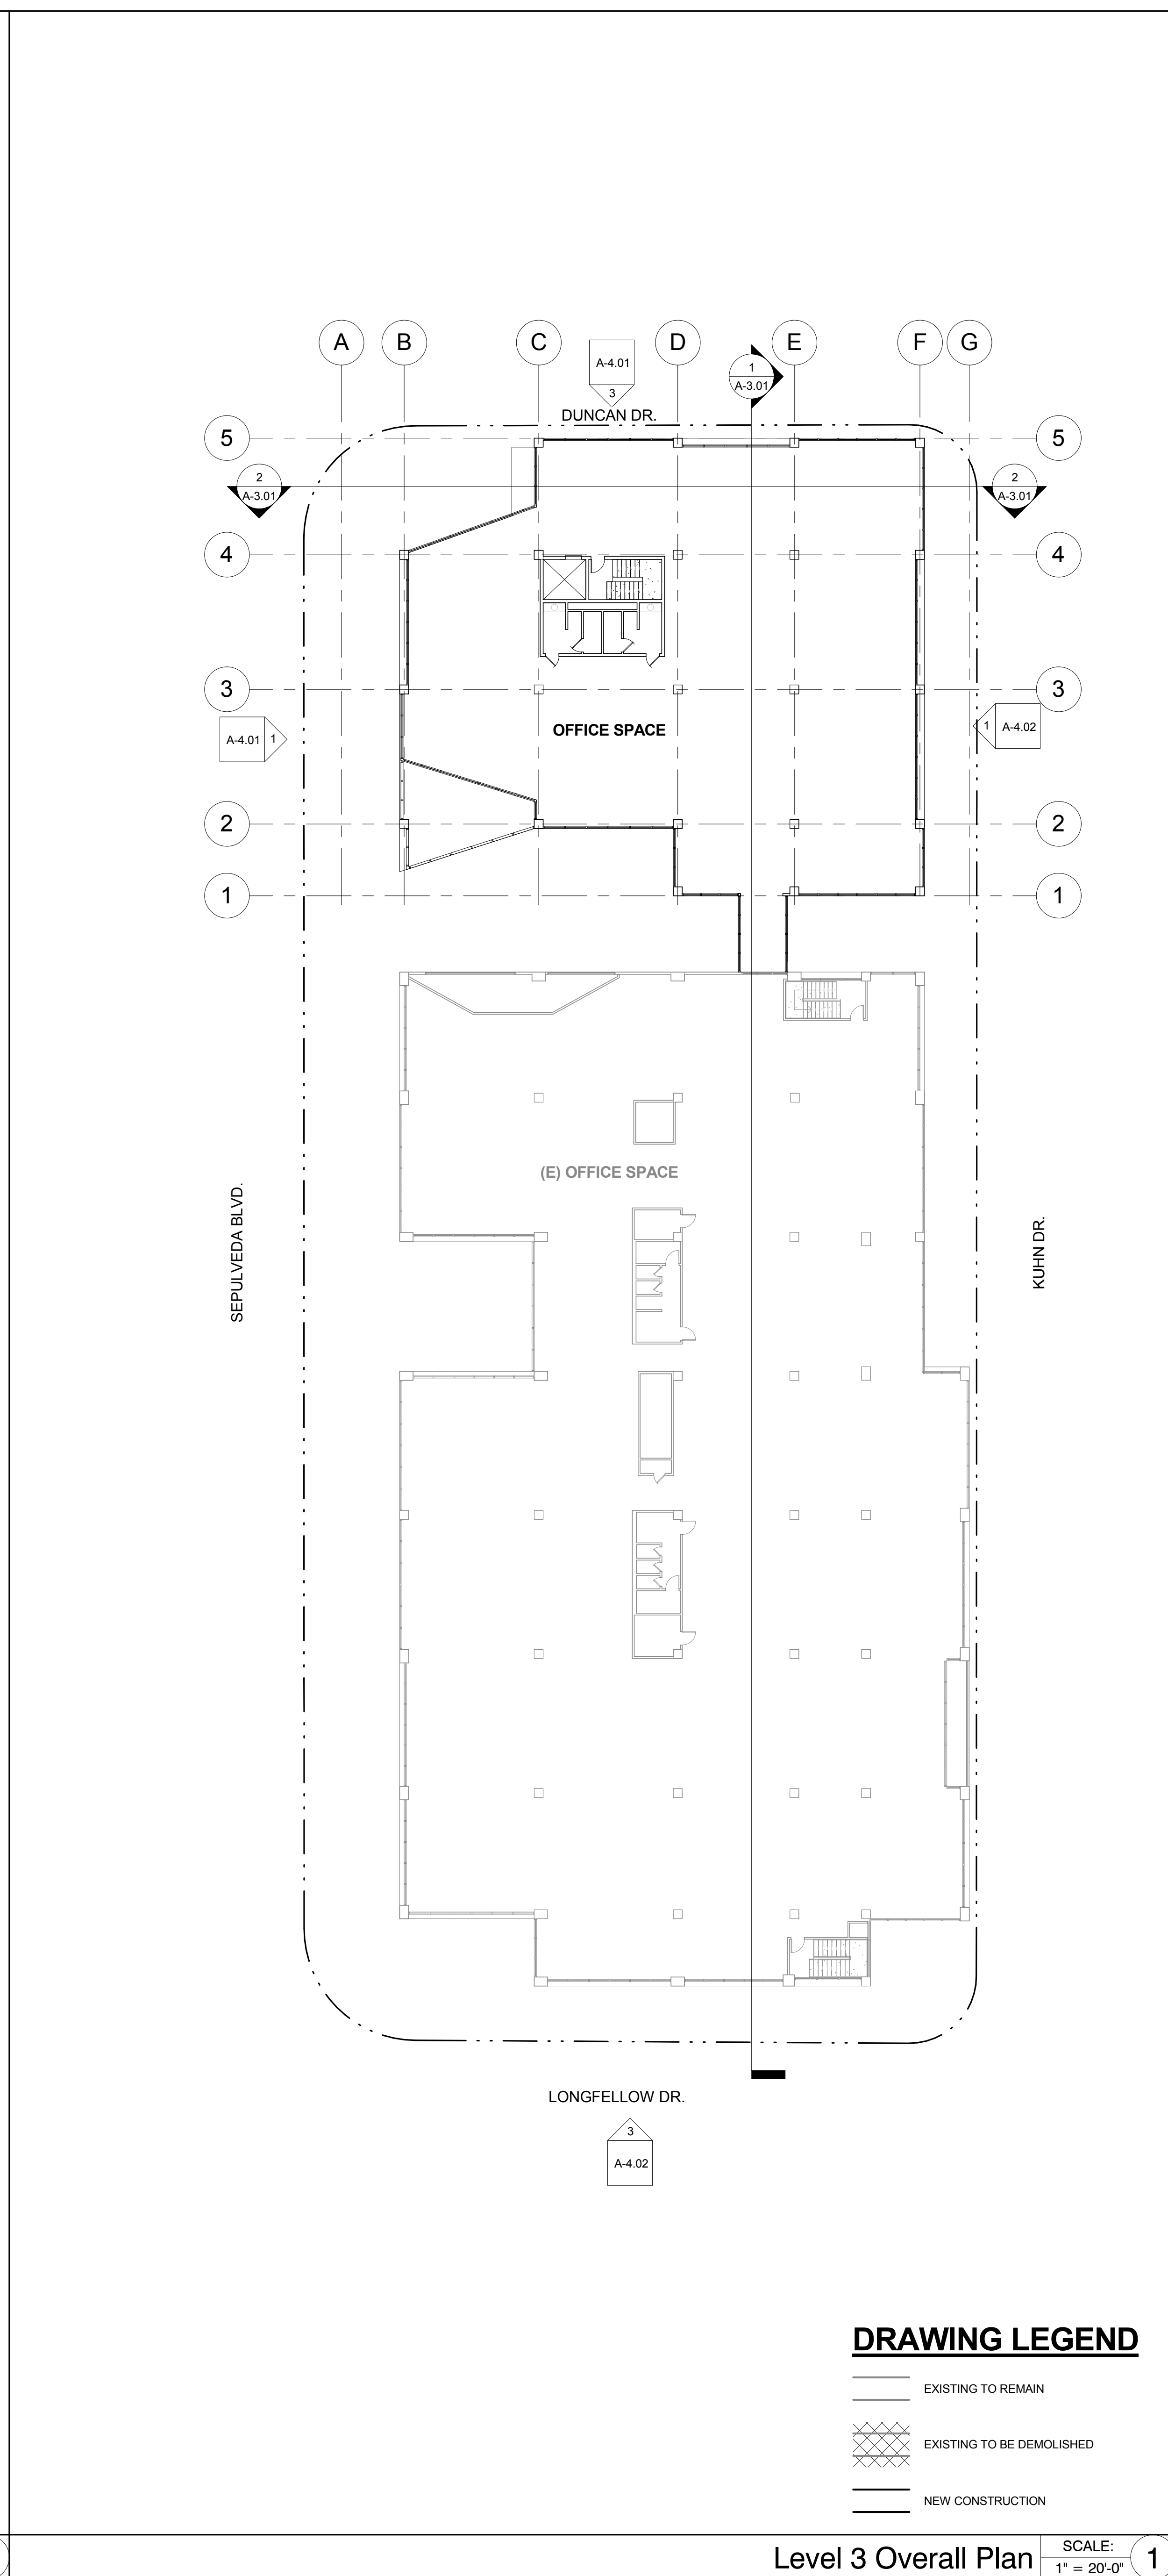 A B C D E F G
A-4.01
3
1
A-3.01
DUNCAN DR.
5 5
2 2
A-3.01 A-3.01
4 4
3 3
A-4.01 1
1 A-4.02
OFFICE SPACE
2 2
1 1
(E) OFFICE SPACE
SEPULVEDA BLVD.
KUHN DR.
LONGFELLOW DR.
3
A-4.02
DRAWING LEGEND
EXISTING TO REMAIN
EXISTING TO BE DEMOLISHED
NEW CONSTRUCTION
Level 3 Overall Plan
SCALE:
1" = 20'-0"
1